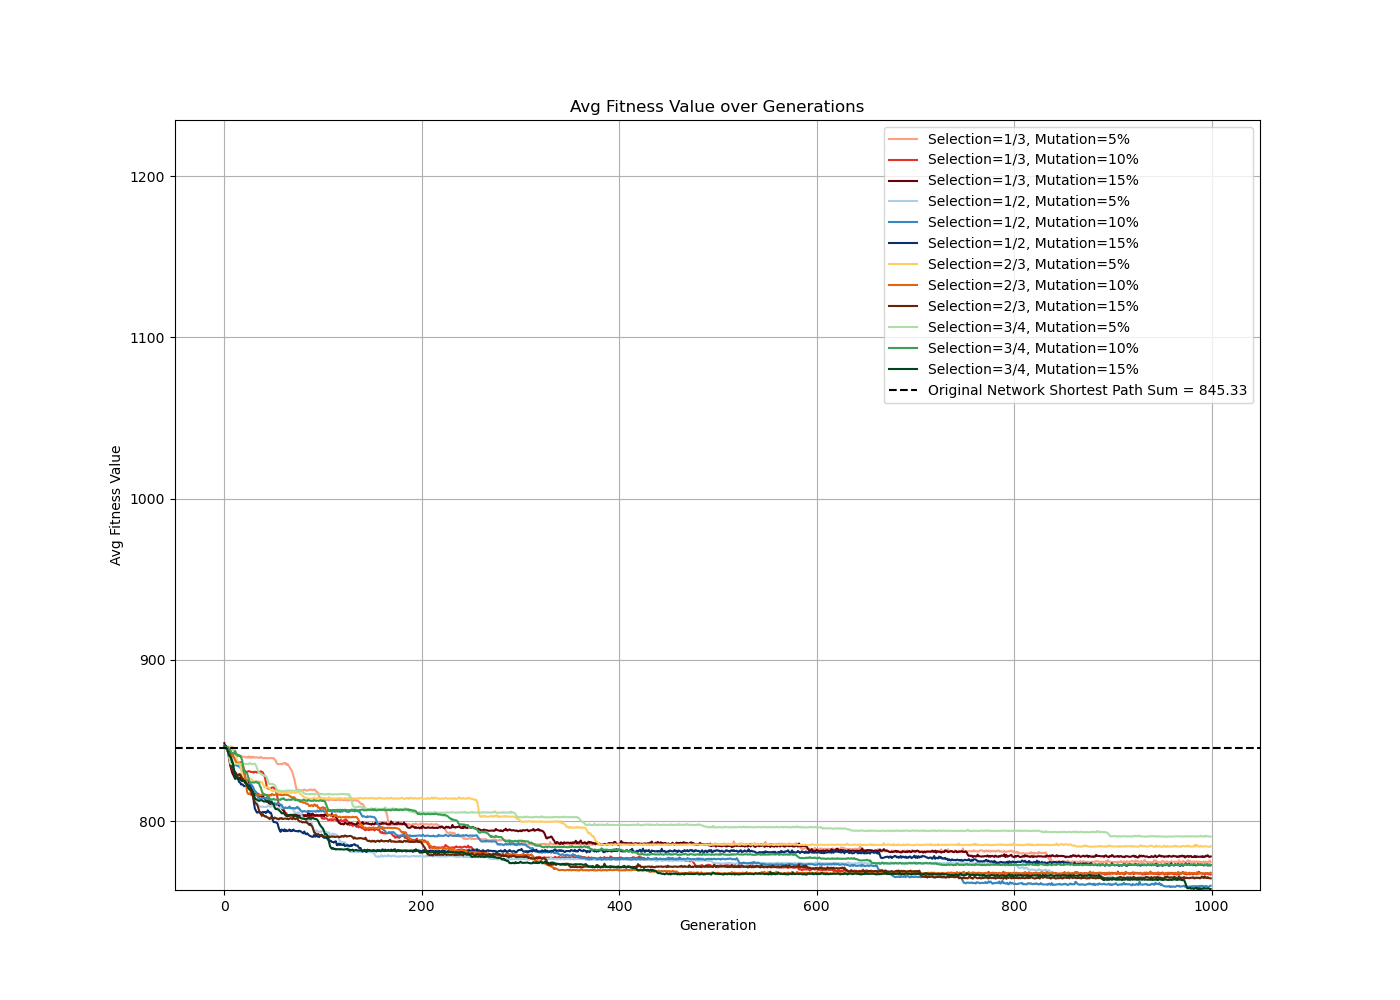 Avg Fitness Value over Generations
Selection=1/3, Mutation=5%
Selection=1/3, Mutation=10%
Selection=1/3, Mutation=15%
Selection=1/2, Mutation=5%
Selection=1/2, Mutation=10%
Selection=1/2, Mutation=15%
Selection=2/3, Mutation=5%
Selection=2/3, Mutation=10%
Selection=2/3, Mutation=15%
Selection=3/4, Mutation=5%
Selection=3/4, Mutation=10%
Selection=3/4, Mutation=15%
Original Network Shortest Path Sum = 845.33
Avg Fitness Value
1200
1100
1000
900
800
0 200 400 600 800 1000
Generation